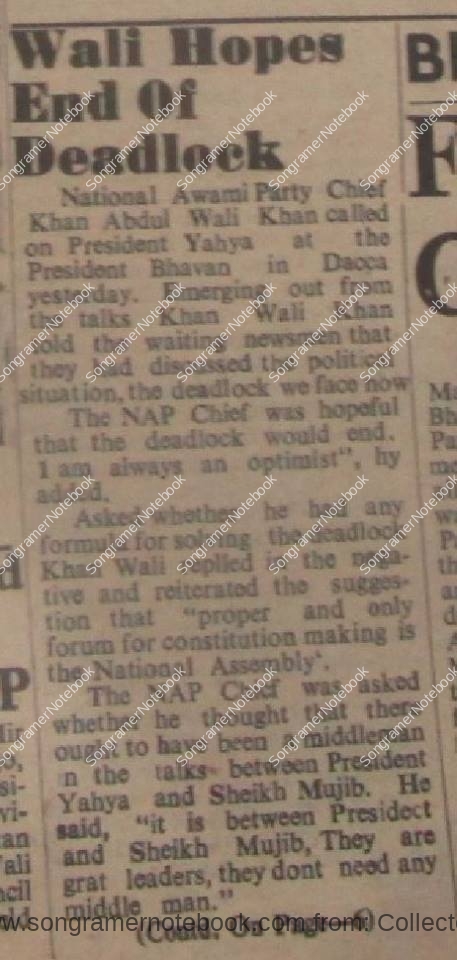 Wali Hopes
End Of
Deadlock
National Awami Party Chief
Khan Abdul Wali Khan called
on President Yahya at the
President Bhavan in Dacca
yesterday. Emerging out from
the talks Khan Wali Khan
told the waiting newsmen that
they had discussed the political
situation, the deadlock we face now
The NAP Chief was hopeful
that the deadlock would end.
I am always an optimist", hy
added.
Asked whether he had any
formula for solving the deadlock
Khan Wali replied in the nega-
tive and reiterated the sugges-
tion that "proper and only
forum for constitution making is
the National Assembly'.
The NAP Chief was asked
whether he thought that there
ought to have been a middleman
n the talks between President
Yahya and Sheikh Mujib. He
said, "it is between Presidect
and Sheikh Mujib, They are
grat leaders, they dont need any
middle man."
(Contd. On Page 6)
www.songramernotebook.com,from: Collecte
SongramerNotebook